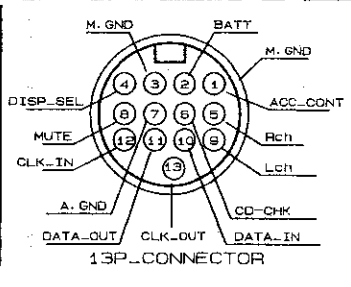 M. GND BATT
M. GND
4 3 2 1
DISP_SEL ACC_CONT
8 7 6 5
MUTE Rch
12 11 10 9
CLK_IN Lch
13
A. GND CD-CHK
DATA_OUT CLK_OUT DATA_IN
13P_CONNECTOR